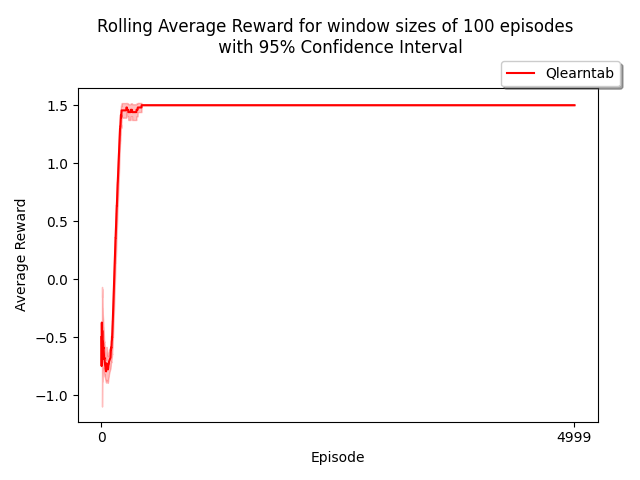 Rolling Average Reward for window sizes of 100 episodes
with 95% Confidence Interval
Qlearntab
1.5
1.0
0.5
0.0
−0.5
−1.0
Average Reward
0
4999
Episode